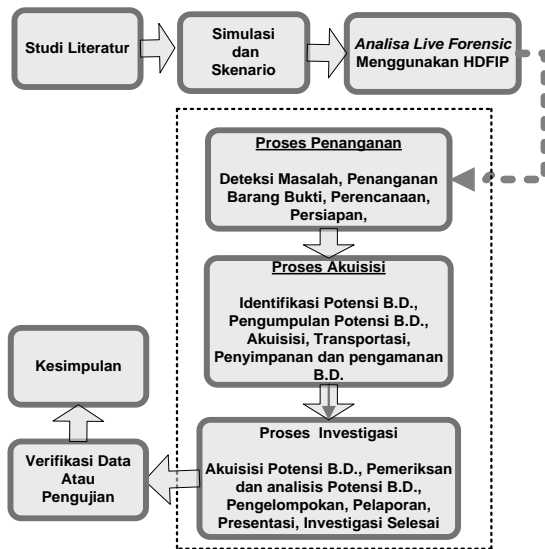 Studi Literatur
Simulasi
dan
Skenario
Analisa Live Forensic
Menggunakan HDFIP
Proses Penanganan
Deteksi Masalah, Penanganan
Barang Bukti, Perencanaan,
Persiapan,
Proses Akuisisi
Identifikasi Potensi B.D.,
Pengumpulan Potensi B.D.,
Akuisisi, Transportasi,
Penyimpanan dan pengamanan
B.D.
Proses Investigasi
Akuisisi Potensi B.D., Pemeriksan
dan analisis Potensi B.D.,
Pengelompokan, Pelaporan,
Presentasi, Investigasi Selesai
Verifikasi Data
Atau
Pengujian
Kesimpulan